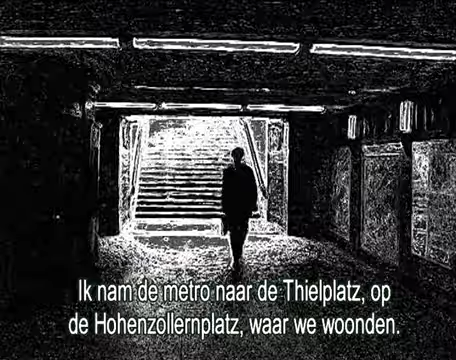 Ik nam de metro naar de Thielplatz, op
de Hohenzollernplatz, waar we woonden.